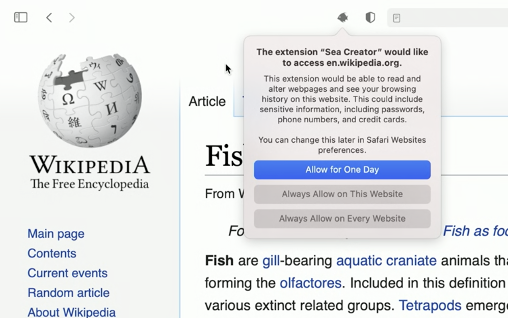 The extension “Sea Creator” would like
to access en.wikipedia.org.
This extension would be able to read and
alter webpages and see your browsing
history on this website. This could include
sensitive information, including passwords,
phone numbers, and credit cards.
You can change this later in Safari Websites
preferences.
Allow for One Day
Always Allow on This Website
Always Allow on Every Website
Ω
W
И
維
WIKIPEDIA
The Free Encyclopedia
Main page
Contents
Current events
Random article
About Wikipedia
Article
Fis
From W
Fo
Fish as foo
Fish are gill-bearing aquatic craniate animals tha
forming the olfactores. Included in this definition
various extinct related groups. Tetrapods emerg